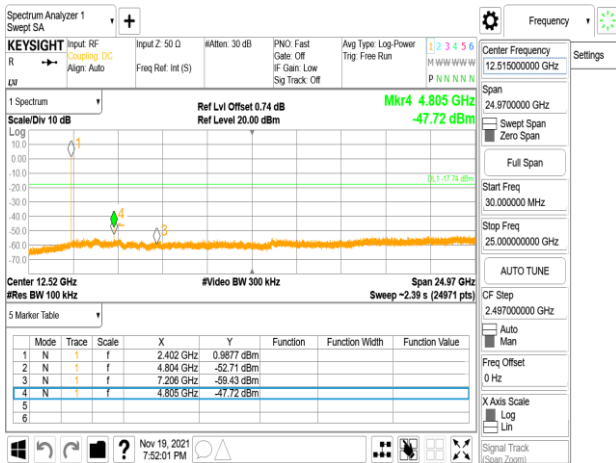 Spectrum Analyzer 1
Swept SA
Frequency
KEYSIGHT
R
Input: RF
Coupling: DC
Align: Auto
Input Z: 50 Ω
Freq Ref: Int (S)
#Atten: 30 dB
PNO: Fast
Gate: Off
IF Gain: Low
Sig Track: Off
Avg Type: Log-Power
Trig: Free Run
1 2 3 4 5 6
M W W W W W
P N N N N N
Center Frequency
12.515000000 GHz
Settings
Span
24.9700000 GHz
Swept Span
Zero Span
Full Span
Start Freq
30.000000 MHz
Stop Freq
25.000000000 GHz
AUTO TUNE
CF Step
2.497000000 GHz
Auto
Man
Freq Offset
0 Hz
X Axis Scale
Log
Lin
Signal Track
(Span Zoom)
1 Spectrum
Scale/Div 10 dB
Ref Lvl Offset 0.74 dB
Ref Level 20.00 dBm
Mkr4 4.805 GHz
-47.72 dBm
Log
10.0
0.00
-10.0
-20.0
-30.0
-40.0
-50.0
-60.0
-70.0
1
4
3
DL1 -17.74 dBm
Center 12.52 GHz
#Res BW 100 kHz
#Video BW 300 kHz
Span 24.97 GHz
Sweep ~2.39 s (24971 pts)
5 Marker Table
Mode Trace Scale X Y Function Function Width Function Value
1 N 1 f 2.402 GHz 0.9877 dBm
2 N 1 f 4.804 GHz -52.71 dBm
3 N 1 f 7.206 GHz -59.43 dBm
4 N 1 f 4.805 GHz -47.72 dBm
5
6
Nov 19, 2021
7:52:01 PM